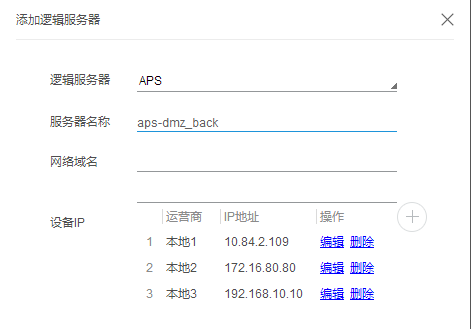 添加逻辑服务器
逻辑服务器 APS
服务器名称 aps-dmz_back
网络域名
设备IP
运营商 IP地址 操作
1 本地1 10.84.2.109 编辑 删除
2 本地2 172.16.80.80 编辑 删除
3 本地3 192.168.10.10 编辑 删除